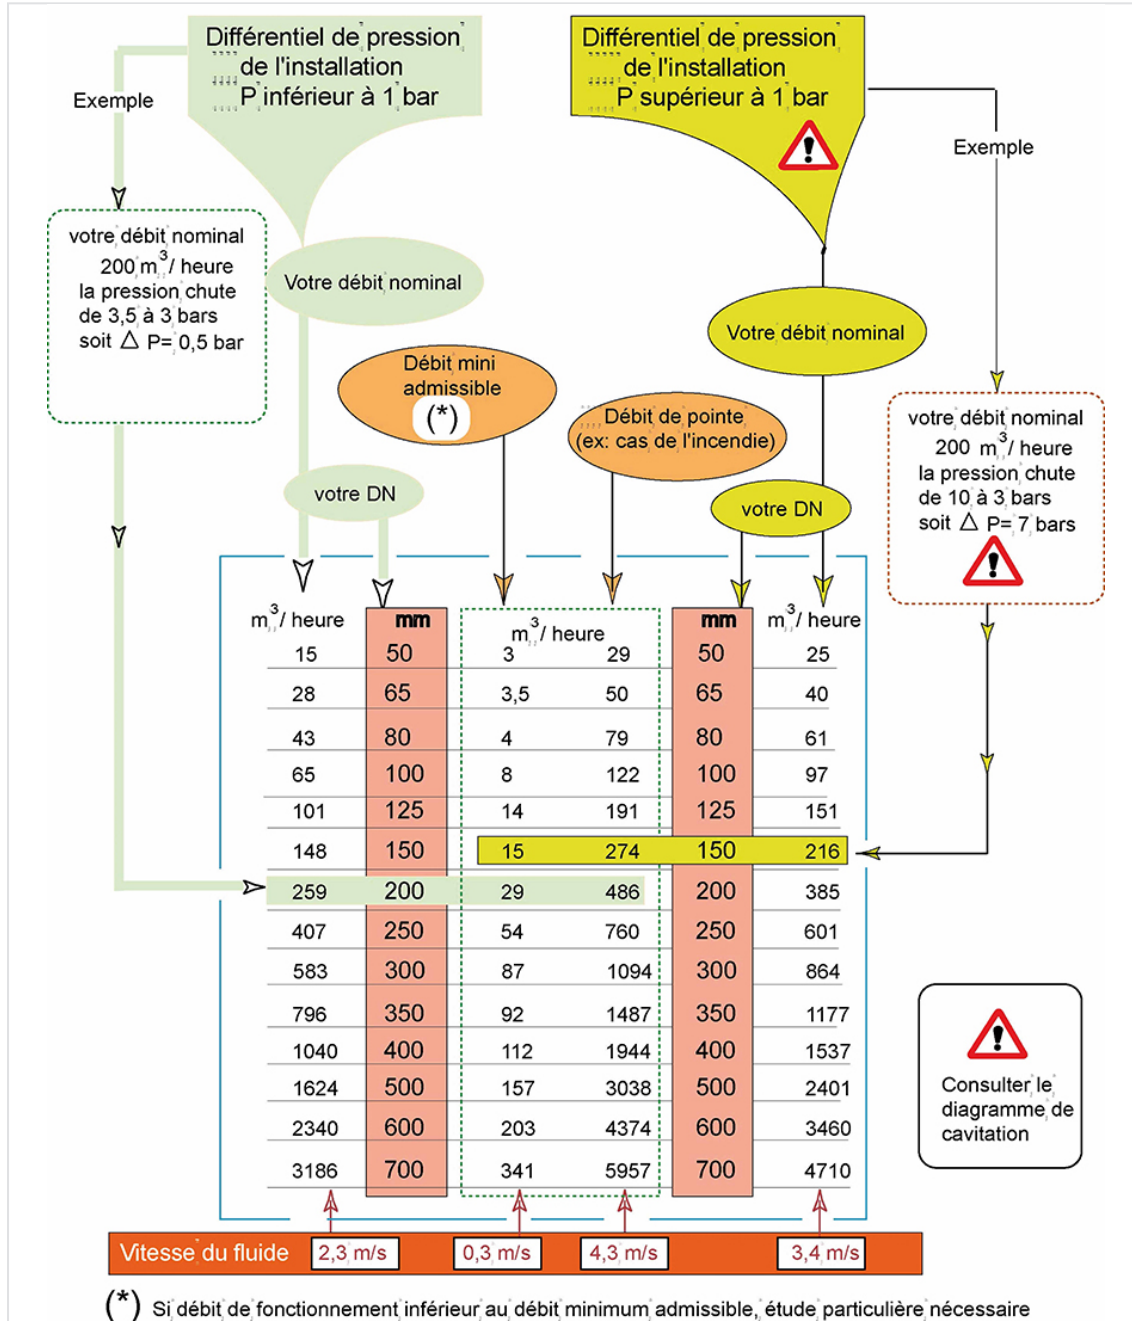 Différentiel de pression
de l'installation
P inférieur à 1 bar
Différentiel de pression
de l'installation
P supérieur à 1 bar
Exemple
Exemple
votre débit nominal
200 m³/ heure
la pression chute
de 3,5 à 3 bars
soit △ P= 0,5 bar
Votre débit nominal
Votre débit nominal
Débit mini
admissible
(*)
Débit de pointe
(ex: cas de l'incendie)
votre débit nominal
200 m³/ heure
la pression chute
de 10 à 3 bars
soit △ P= 7 bars
votre DN
votre DN
m³/ heure mm m³/ heure mm m³/ heure
15 50 3 29 50 25
28 65 3,5 50 65 40
43 80 4 79 80 61
65 100 8 122 100 97
101 125 14 191 125 151
148 150 15 274 150 216
259 200 29 486 200 385
407 250 54 760 250 601
583 300 87 1094 300 864
796 350 92 1487 350 1177
1040 400 112 1944 400 1537
1624 500 157 3038 500 2401
2340 600 203 4374 600 3460
3186 700 341 5957 700 4710
Consulter le
diagramme de
cavitation
Vitesse du fluide 2,3 m/s 0,3 m/s 4,3 m/s 3,4 m/s
(*) Si débit de fonctionnement inférieur au débit minimum admissible, étude particulière nécessaire